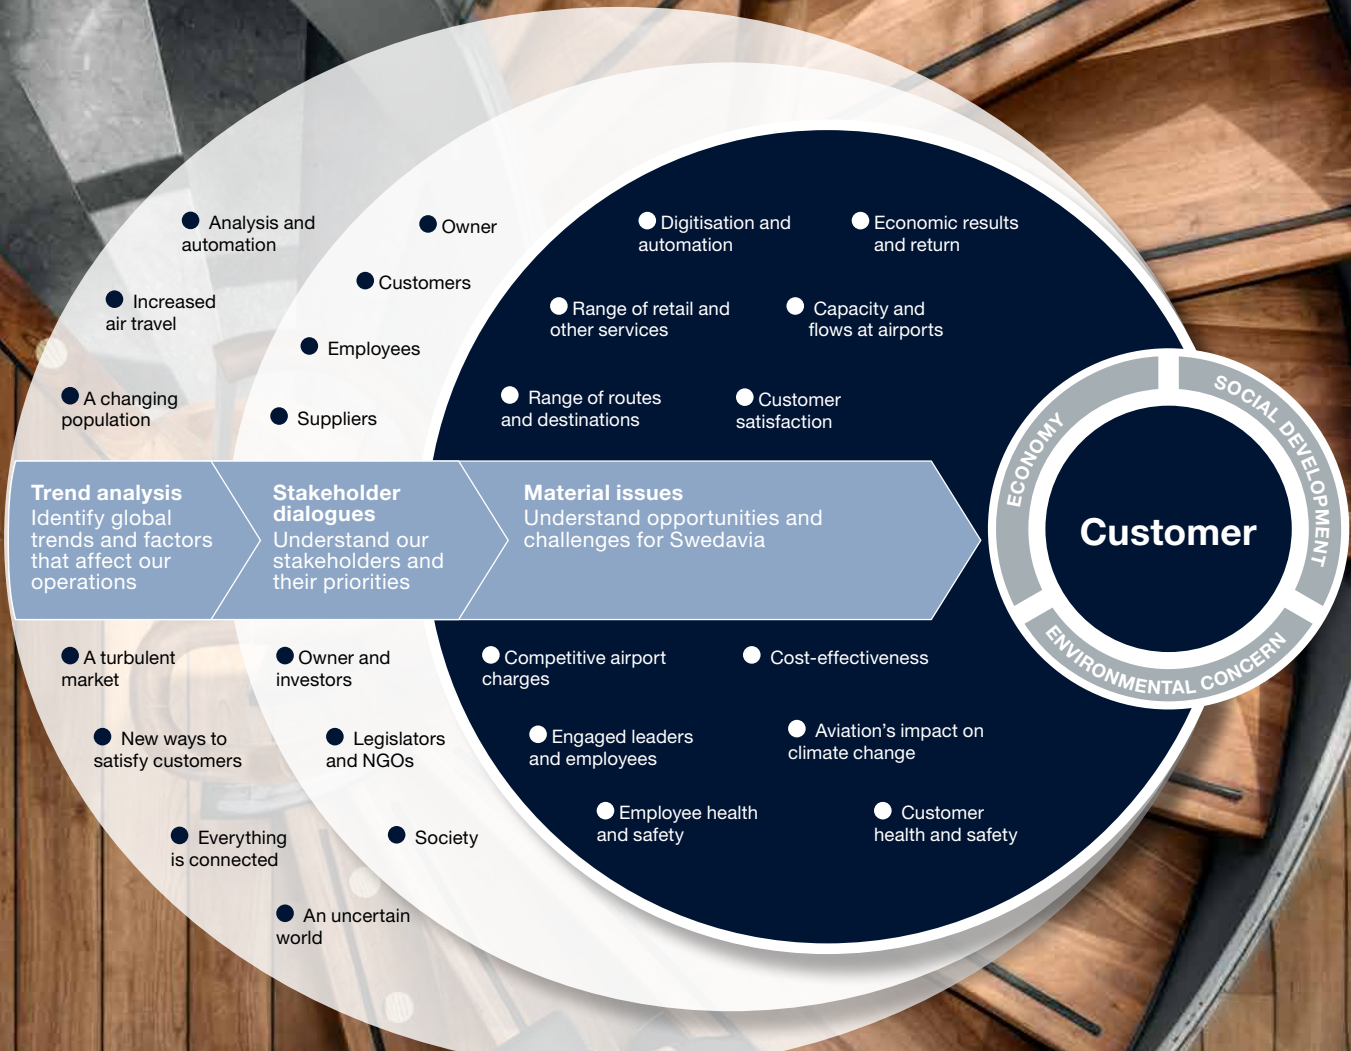 Analysis and
automation
Increased
air travel
A changing
population
Owner
Customers
Employees
Suppliers
Digitisation and
automation
Economic results
and return
Range of retail and
other services
Capacity and
flows at airports
Range of routes
and destinations
Customer
satisfaction
Trend analysis
Identify global
trends and factors
that affect our
operations
Stakeholder
dialogues
Understand our
stakeholders and
their priorities
Material issues
Understand opportunities and
challenges for Swedavia
ECONOMY
SOCIAL DEVELOPMENT
ENVIRONMENTAL CONCERN
Customer
A turbulent
market
New ways to
satisfy customers
Everything
is connected
An uncertain
world
Owner and
investors
Legislators
and NGOs
Society
Competitive airport
charges
Cost-effectiveness
Engaged leaders
and employees
Aviation’s impact on
climate change
Employee health
and safety
Customer
health and safety